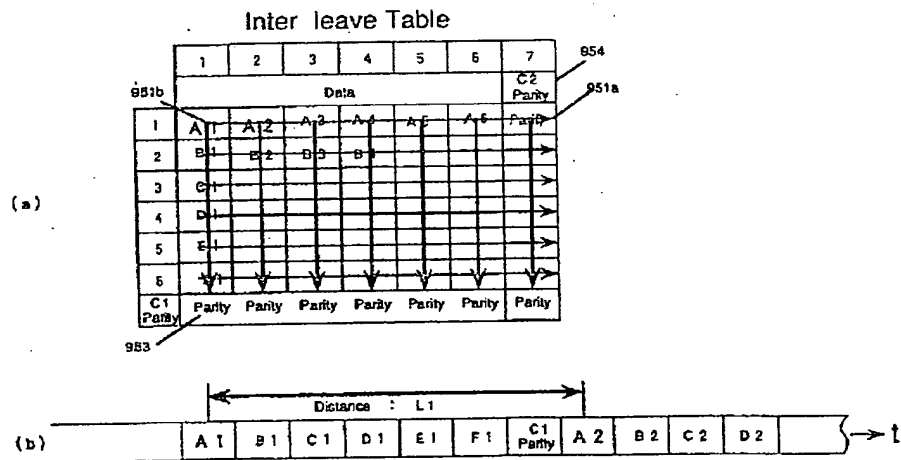 Inter leave Table
1 2 3 4 5 6 7
954
Data
C2 Parity
951b
951a
1 A 1 A 2 A 3 A 4 A 5 A 6 Parity
2 B 1 B 2 B 3
(a)
3 C 1
4 D 1
5 E 1
6
C1 Parity Parity Parity Parity Parity Parity Parity Parity
953
Distance : L1
(b) A 1 B 1 C 1 D 1 E 1 F 1 C1 Parity A 2 B 2 C 2 D 2 t